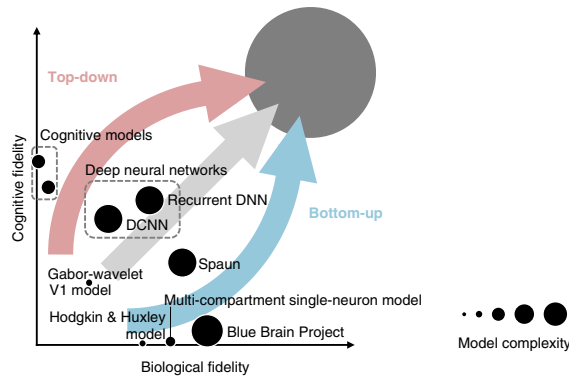 Top-down
Cognitive models
Deep neural networks
Recurrent DNN
DCNN
Bottom-up
Cognitive fidelity
Spaun
Gabor-wavelet
V1 model
Multi-compartment single-neuron model
Hodgkin & Huxley
model
Blue Brain Project
Model complexity
Biological fidelity